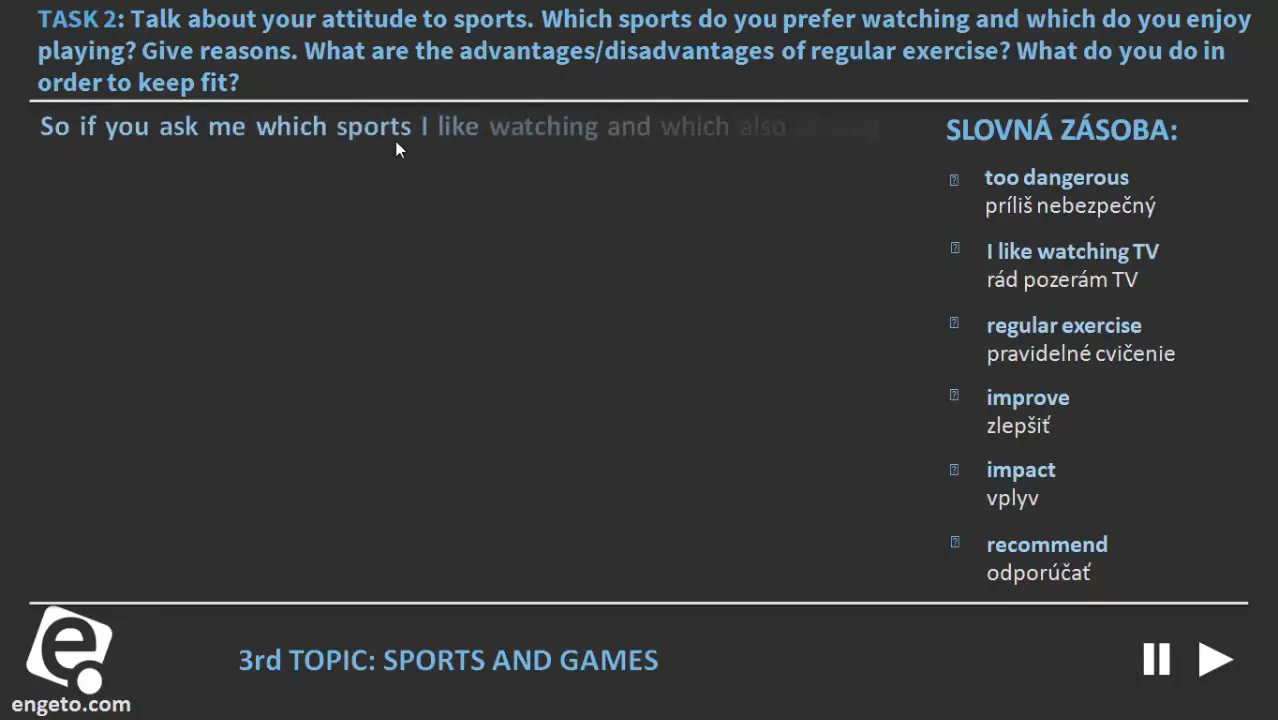 TASK 2: Talk about your attitude to sports. Which sports do you prefer watching and which do you enjoy
playing? Give reasons. What are the advantages/disadvantages of regular exercise? What do you do in
order to keep fit?
So if you ask me which sports I like watching and which also
SLOVNÁ ZÁSOBA:
too dangerous
príliš nebezpečný
I like watching TV
rád pozerám TV
regular exercise
pravidelné cvičenie
improve
zlepšiť
impact
vplyv
recommend
odporúčať
3rd TOPIC: SPORTS AND GAMES
e
engeto.com